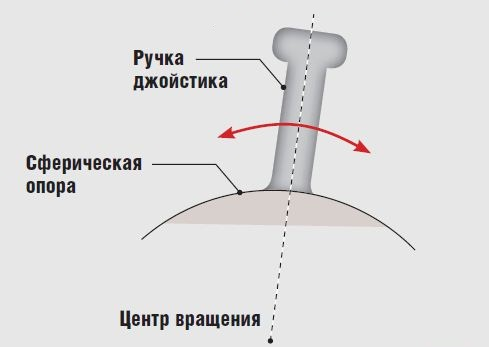 Ручка
джойстика
Сферическая
опора
Центр вращения